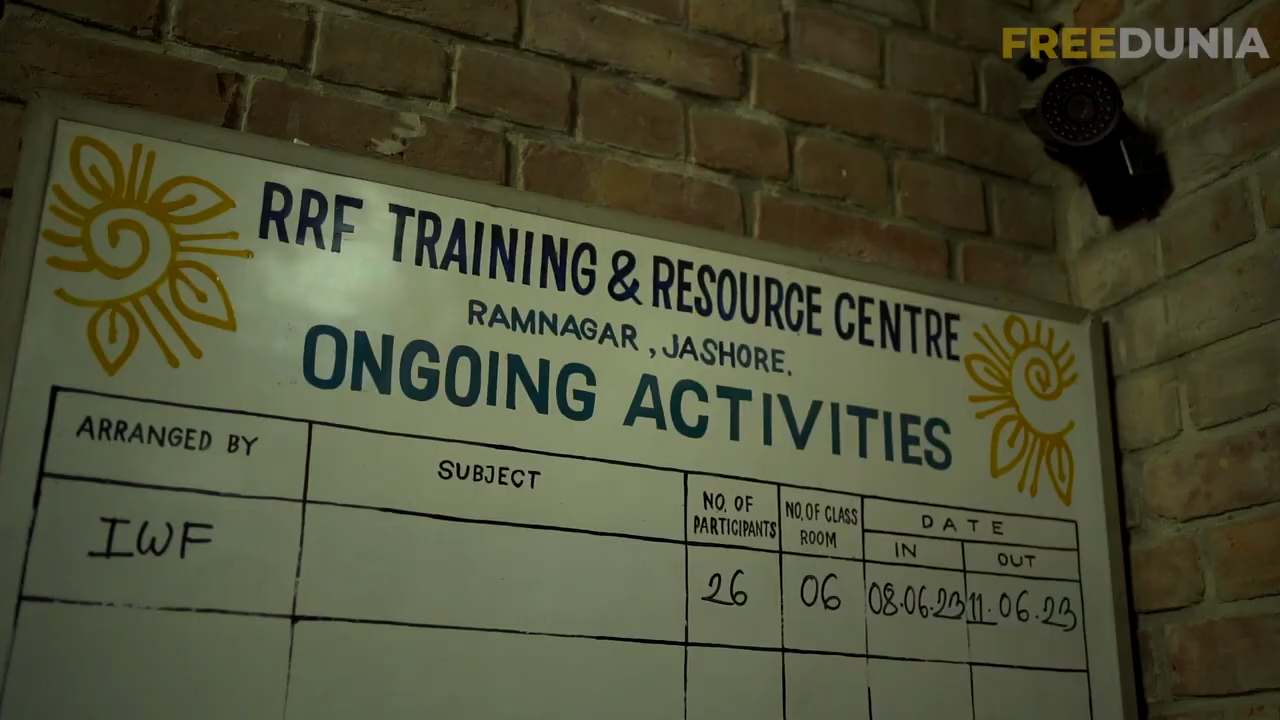 FREEDUNIA
RRF TRAINING & RESOURCE CENTRE
RAMNAGAR, JASHORE.
ONGOING ACTIVITIES
ARRANGED BY
SUBJECT
NO. OF
PARTICIPANTS
NO. OF CLASS
ROOM
DATE
IN
OUT
IWF
26
06
08.06.23
11.06.23